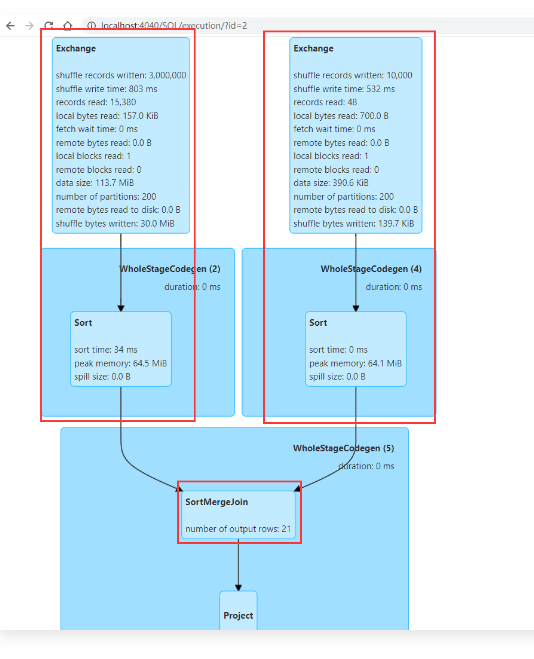 localhost:4040/SQL/execution/?id=2
Exchange
shuffle records written: 3,000,000
shuffle write time: 803 ms
records read: 15,380
local bytes read: 157.0 KiB
fetch wait time: 0 ms
remote bytes read: 0.0 B
local blocks read: 1
remote blocks read: 0
data size: 113.7 MiB
number of partitions: 200
remote bytes read to disk: 0.0 B
shuffle bytes written: 30.0 MiB
Exchange
shuffle records written: 10,000
shuffle write time: 532 ms
records read: 48
local bytes read: 700.0 B
fetch wait time: 0 ms
remote bytes read: 0.0 B
local blocks read: 1
remote blocks read: 0
data size: 390.6 KiB
number of partitions: 200
remote bytes read to disk: 0.0 B
shuffle bytes written: 139.7 KiB
WholeStageCodegen (2)
duration: 0 ms
Sort
sort time: 34 ms
peak memory: 64.5 MiB
spill size: 0.0 B
WholeStageCodegen (4)
duration: 0 ms
Sort
sort time: 0 ms
peak memory: 64.1 MiB
spill size: 0.0 B
WholeStageCodegen (5)
duration: 0 ms
SortMergeJoin
number of output rows: 21
Project